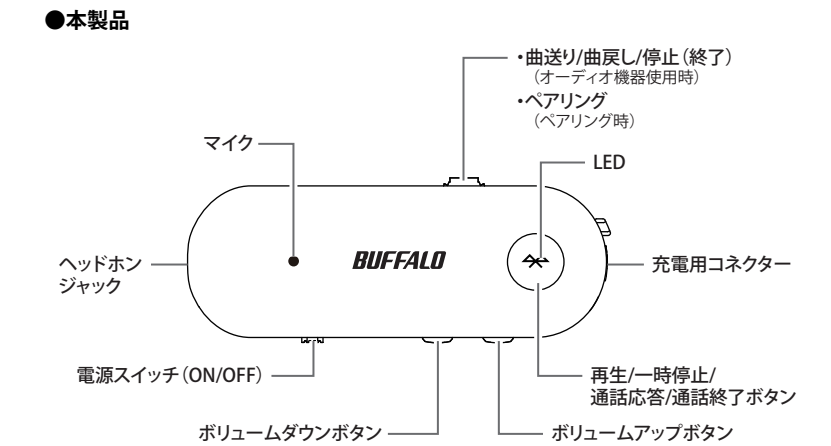 ●本製品
・曲送り/曲戻し/停止（終了）
（オーディオ機器使用時）
・ペアリング
（ペアリング時）
マイク
LED
ヘッドホン
ジャック
BUFFALO
充電用コネクター
電源スイッチ（ON/OFF）
再生/一時停止/
通話応答/通話終了ボタン
ボリュームダウンボタン
ボリュームアップボタン